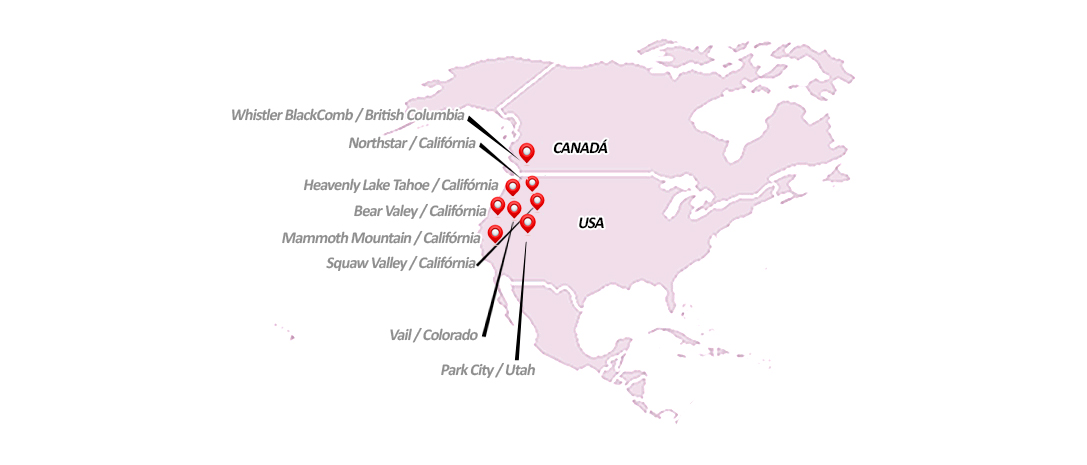 Whistler BlackComb / British Columbia
Northstar / Califórnia
CANADÁ
Heavenly Lake Tahoe / Califórnia
Bear Valey / Califórnia
USA
Mammoth Mountain / Califórnia
Squaw Valley / Califórnia
Vail / Colorado
Park City / Utah